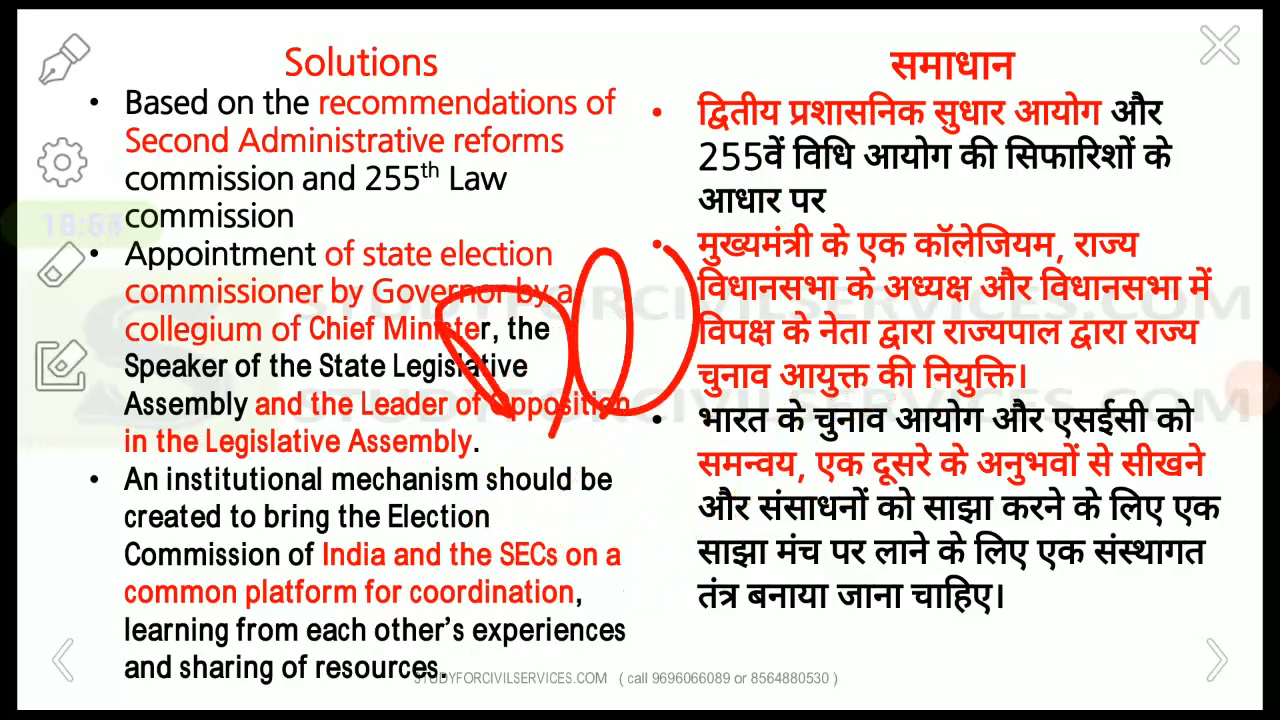 Solutions
• Based on the recommendations of
Second Administrative reforms
commission and 255th Law
commission
• Appointment of state election
commissioner by Governor by a
collegium of Chief Minister, the
Speaker of the State Legislative
Assembly and the Leader of Opposition
in the Legislative Assembly.
• An institutional mechanism should be
created to bring the Election
Commission of India and the SECs on a
common platform for coordination,
learning from each other's experiences
and sharing of resources.
समाधान
• द्वितीय प्रशासनिक सुधार आयोग और
255वें विधि आयोग की सिफारिशों के
आधार पर
• मुख्यमंत्री के एक कॉलेजियम, राज्य
विधानसभा के अध्यक्ष और विधानसभा में
विपक्ष के नेता द्वारा राज्यपाल द्वारा राज्य
चुनाव आयुक्त की नियुक्ति।
• भारत के चुनाव आयोग और एसईसी को
समन्वय, एक दूसरे के अनुभवों से सीखने
और संसाधनों को साझा करने के लिए एक
साझा मंच पर लाने के लिए एक संस्थागत
तंत्र बनाया जाना चाहिए।
STUDYFORCIVILSERVICES.COM
STUDYFORCIVILSERVICES.COM
STUDYFORCIVILSERVICES.COM ( call 9696066089 or 8564880530 )